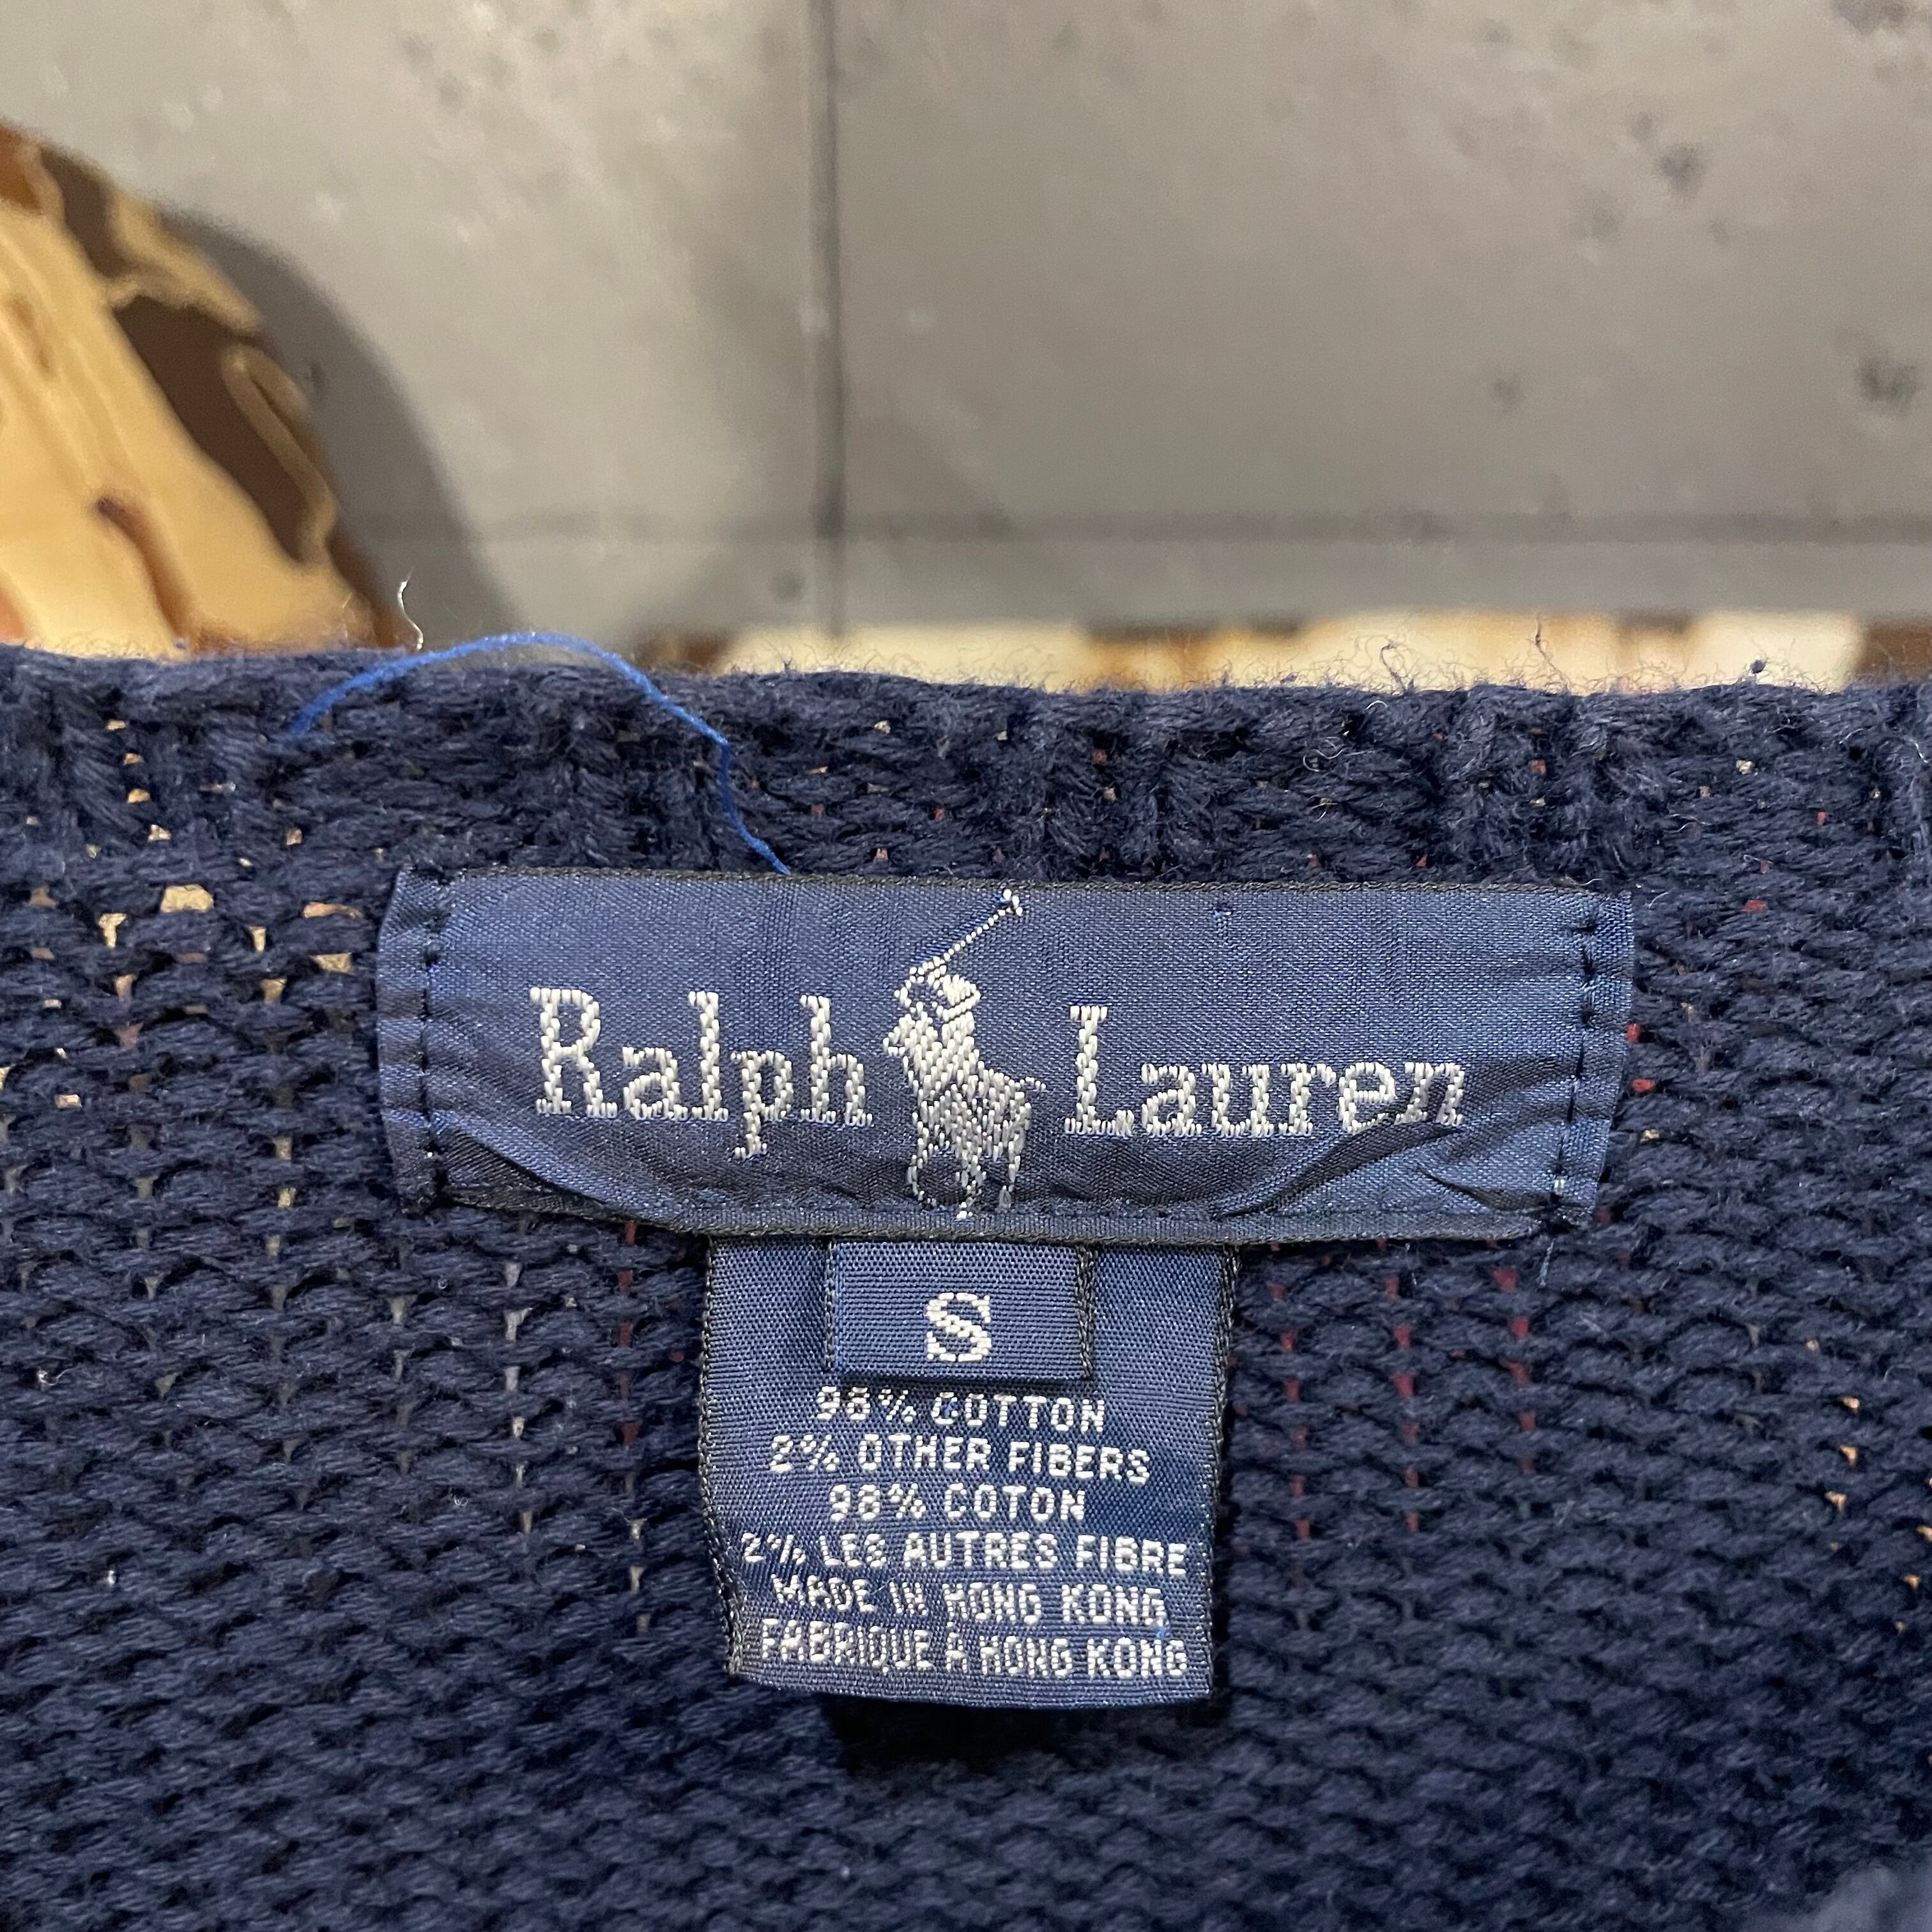 Ralph Lauren
S
98% COTTON
2% OTHER FIBERS
98% COTON
2% LES AUTRES FIBRE
MADE IN HONG KONG
FABRIQUE A HONG KONG